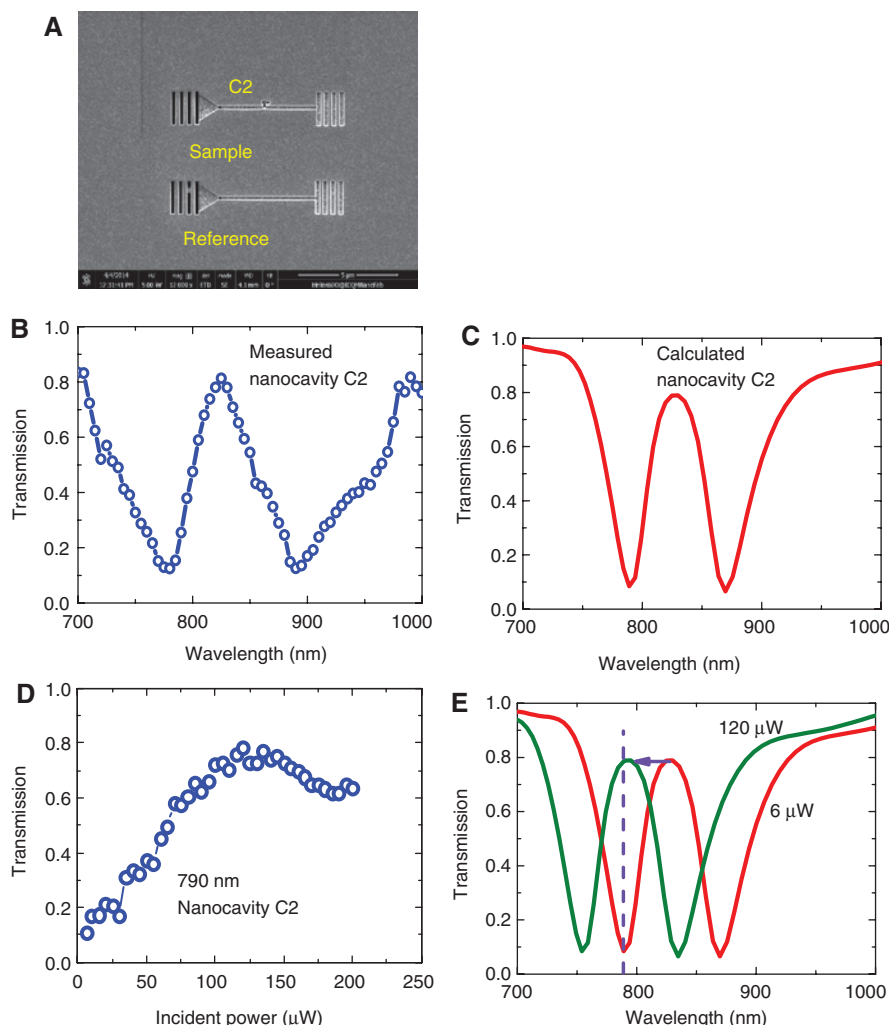 A
C2
Sample
Reference
4/4/2014
5 µm
B
Measured
nanocavity C2
Transmission
1.0
0.8
0.6
0.4
0.2
0.0
700
800
900
1000
Wavelength (nm)
C
Calculated
nanocavity C2
Transmission
1.0
0.8
0.6
0.4
0.2
0.0
700
800
900
1000
Wavelength (nm)
D
790 nm
Nanocavity C2
Transmission
1.0
0.8
0.6
0.4
0.2
0.0
0
50
100
150
200
250
Incident power (µW)
E
120 µW
6 µW
Transmission
1.0
0.8
0.6
0.4
0.2
0.0
700
800
900
1000
Wavelength (nm)